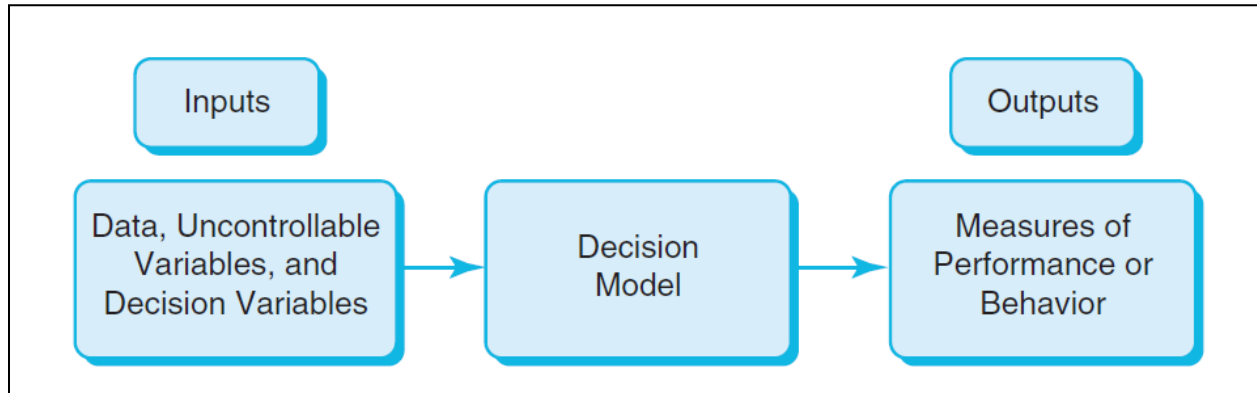 Inputs
Outputs
Data, Uncontrollable
Variables, and
Decision Variables
Decision
Model
Measures of
Performance or
Behavior